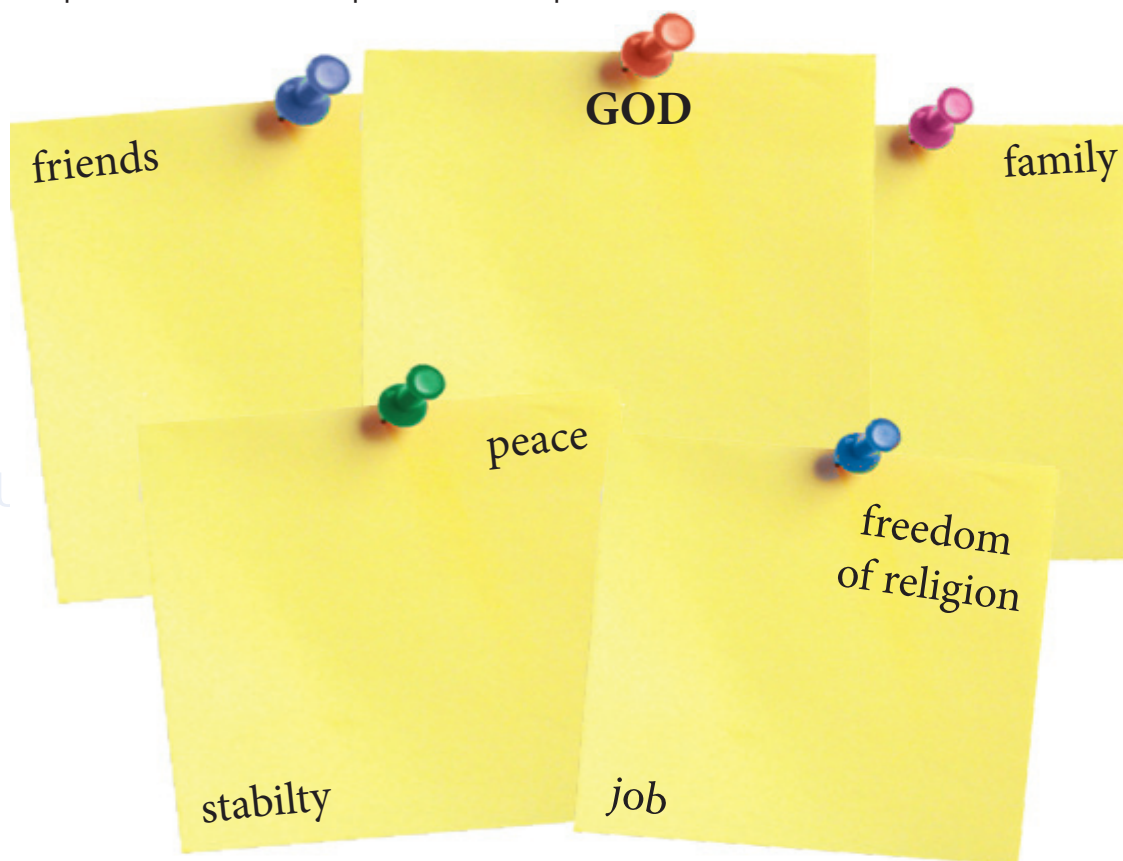 GOD
friends
family
peace
freedom
of religion
stabilty
job